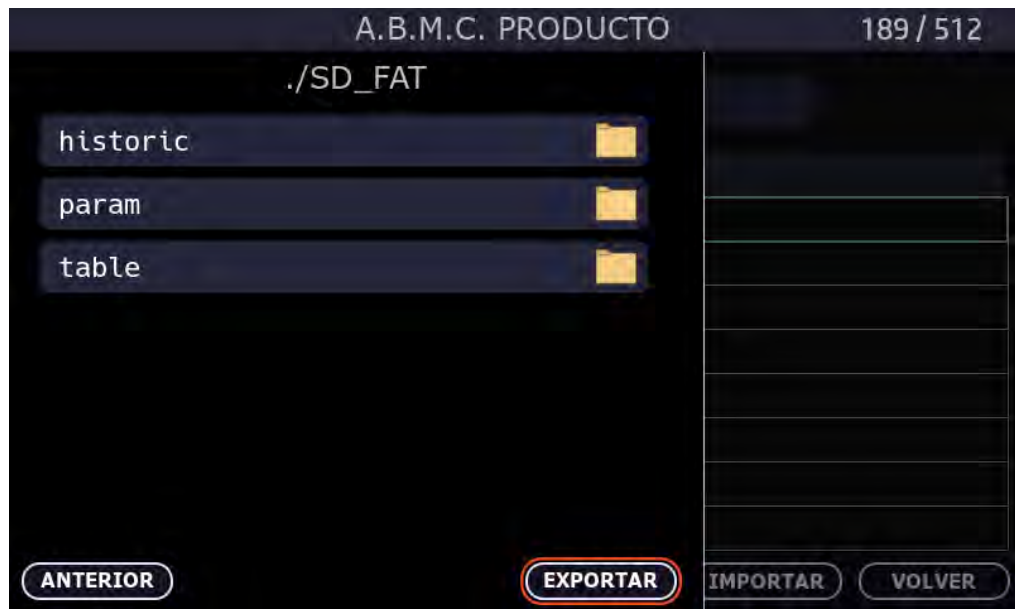 A.B.M.C. PRODUCTO 189 / 512
./SD_FAT
historic
param
table
ANTERIOR EXPORTAR IMPORTAR VOLVER